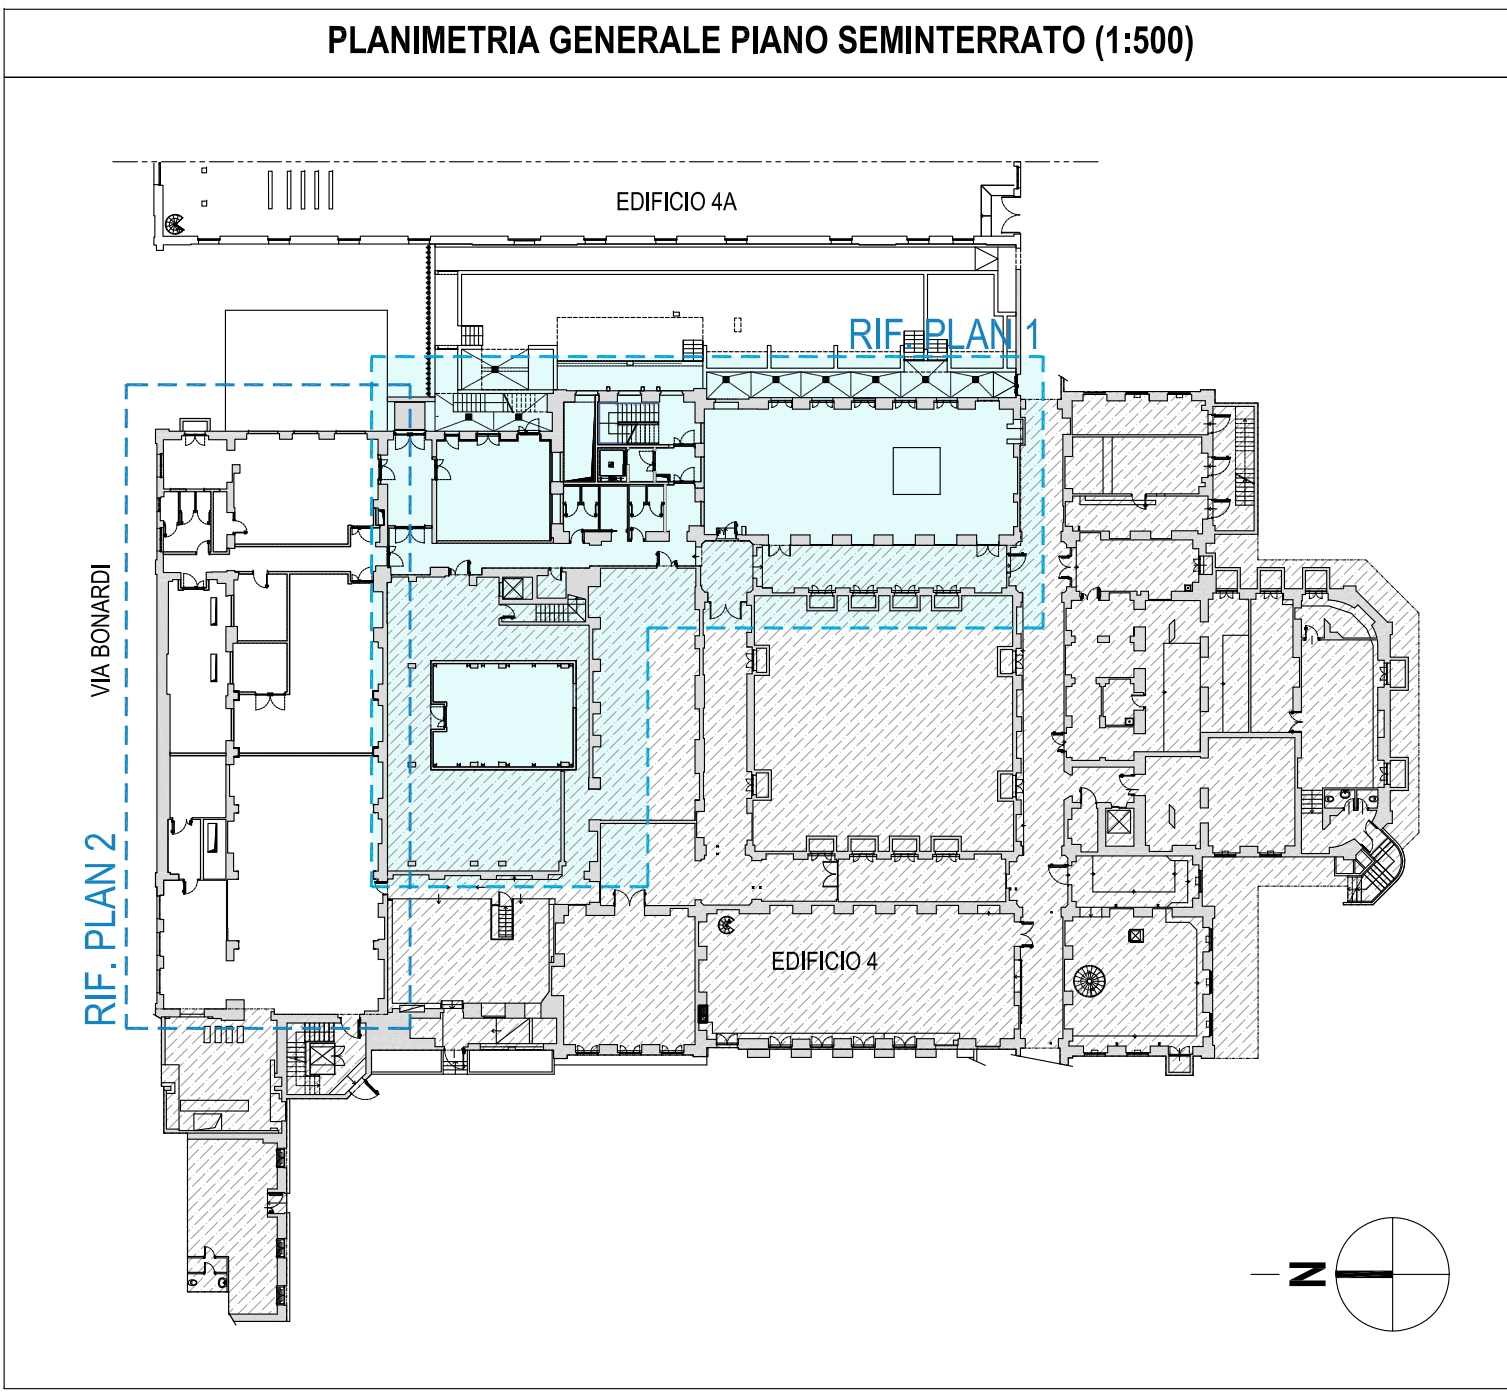 PLANIMETRIA GENERALE PIANO SEMINTERRATO (1:500)
EDIFICIO 4A
RIF. PLAN 1
VIA BONARDI
RIF. PLAN 2
EDIFICIO 4
N